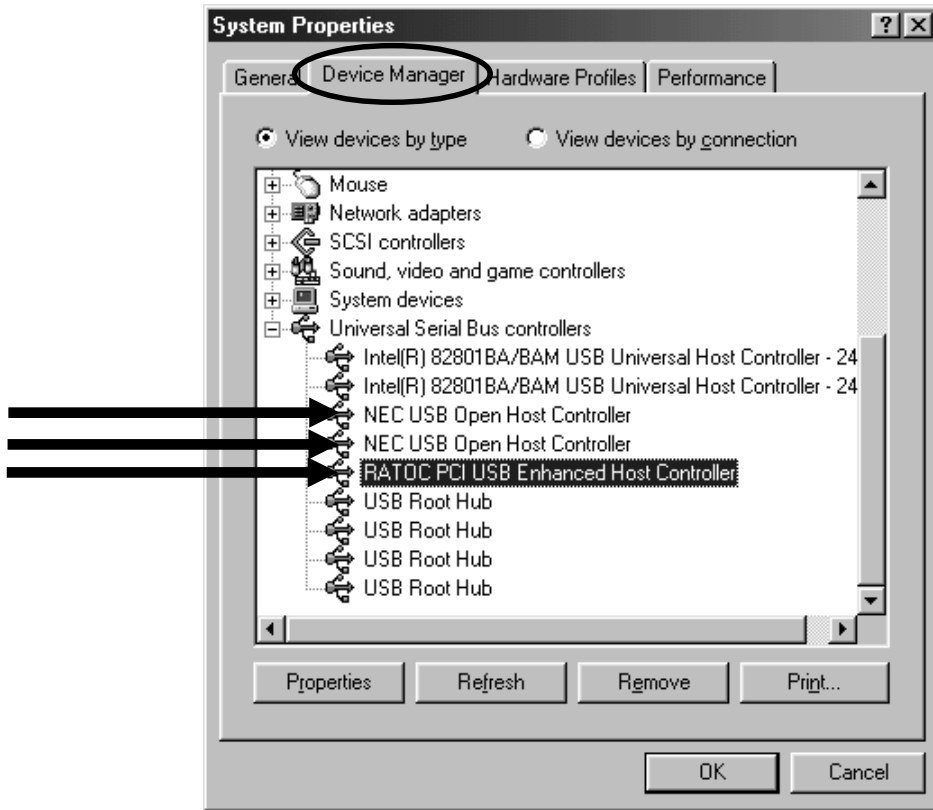 System Properties
General Device Manager Hardware Profiles Performance
View devices by type View devices by connection
Mouse
Network adapters
SCSI controllers
Sound, video and game controllers
System devices
Universal Serial Bus controllers
Intel(R) 82801BA/BAM USB Universal Host Controller - 24
Intel(R) 82801BA/BAM USB Universal Host Controller - 24
NEC USB Open Host Controller
NEC USB Open Host Controller
RATOC PCI USB Enhanced Host Controller
USB Root Hub
USB Root Hub
USB Root Hub
USB Root Hub
Properties Refresh Remove Print...
OK Cancel